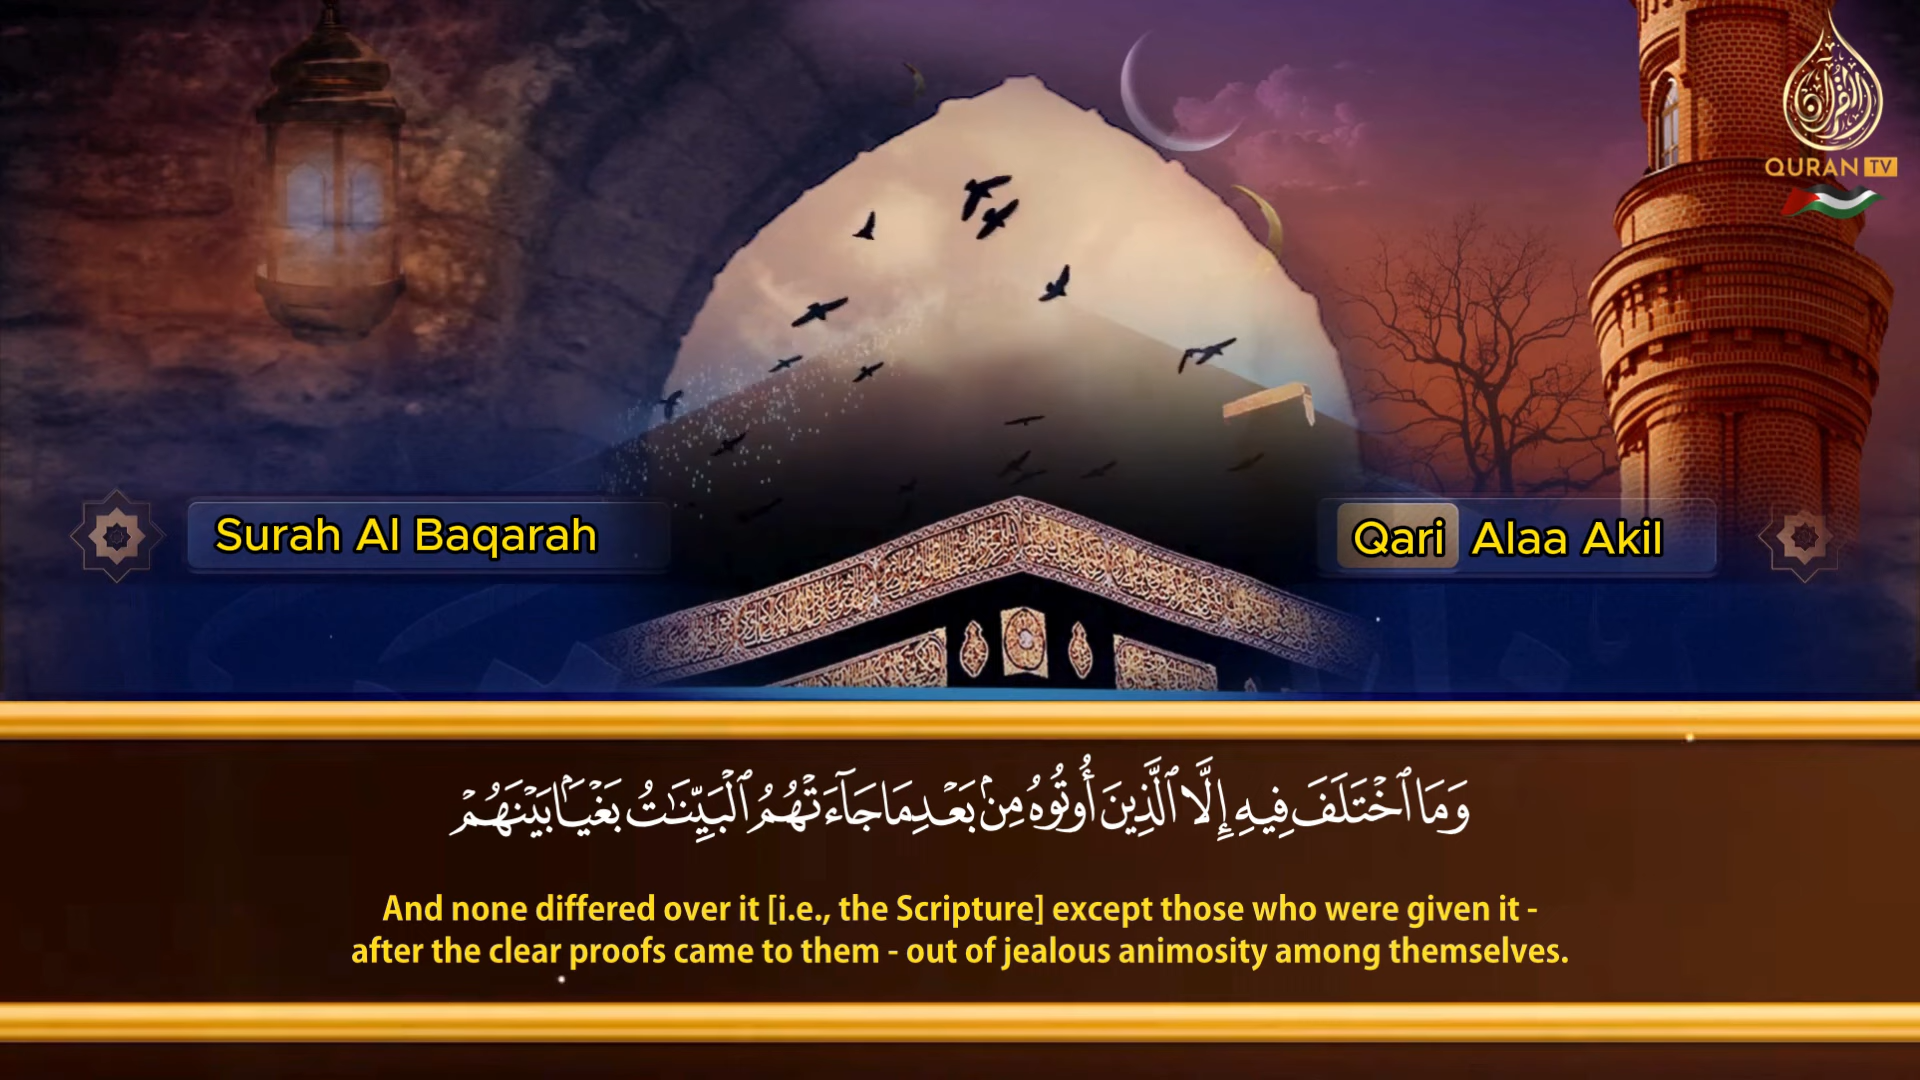 القرآن
QURAN TV
Surah Al Baqarah
Qari Alaa Akil
وَمَا ٱخْتَلَفَ فِيهِ إِلَّا ٱلَّذِينَ أُوتُوهُ مِنۢ بَعْدِ مَا جَآءَتْهُمُ ٱلْبَيِّنَـٰتُ بَغْيَۢا بَيْنَهُمْ
And none differed over it [i.e., the Scripture] except those who were given it -
after the clear proofs came to them - out of jealous animosity among themselves.